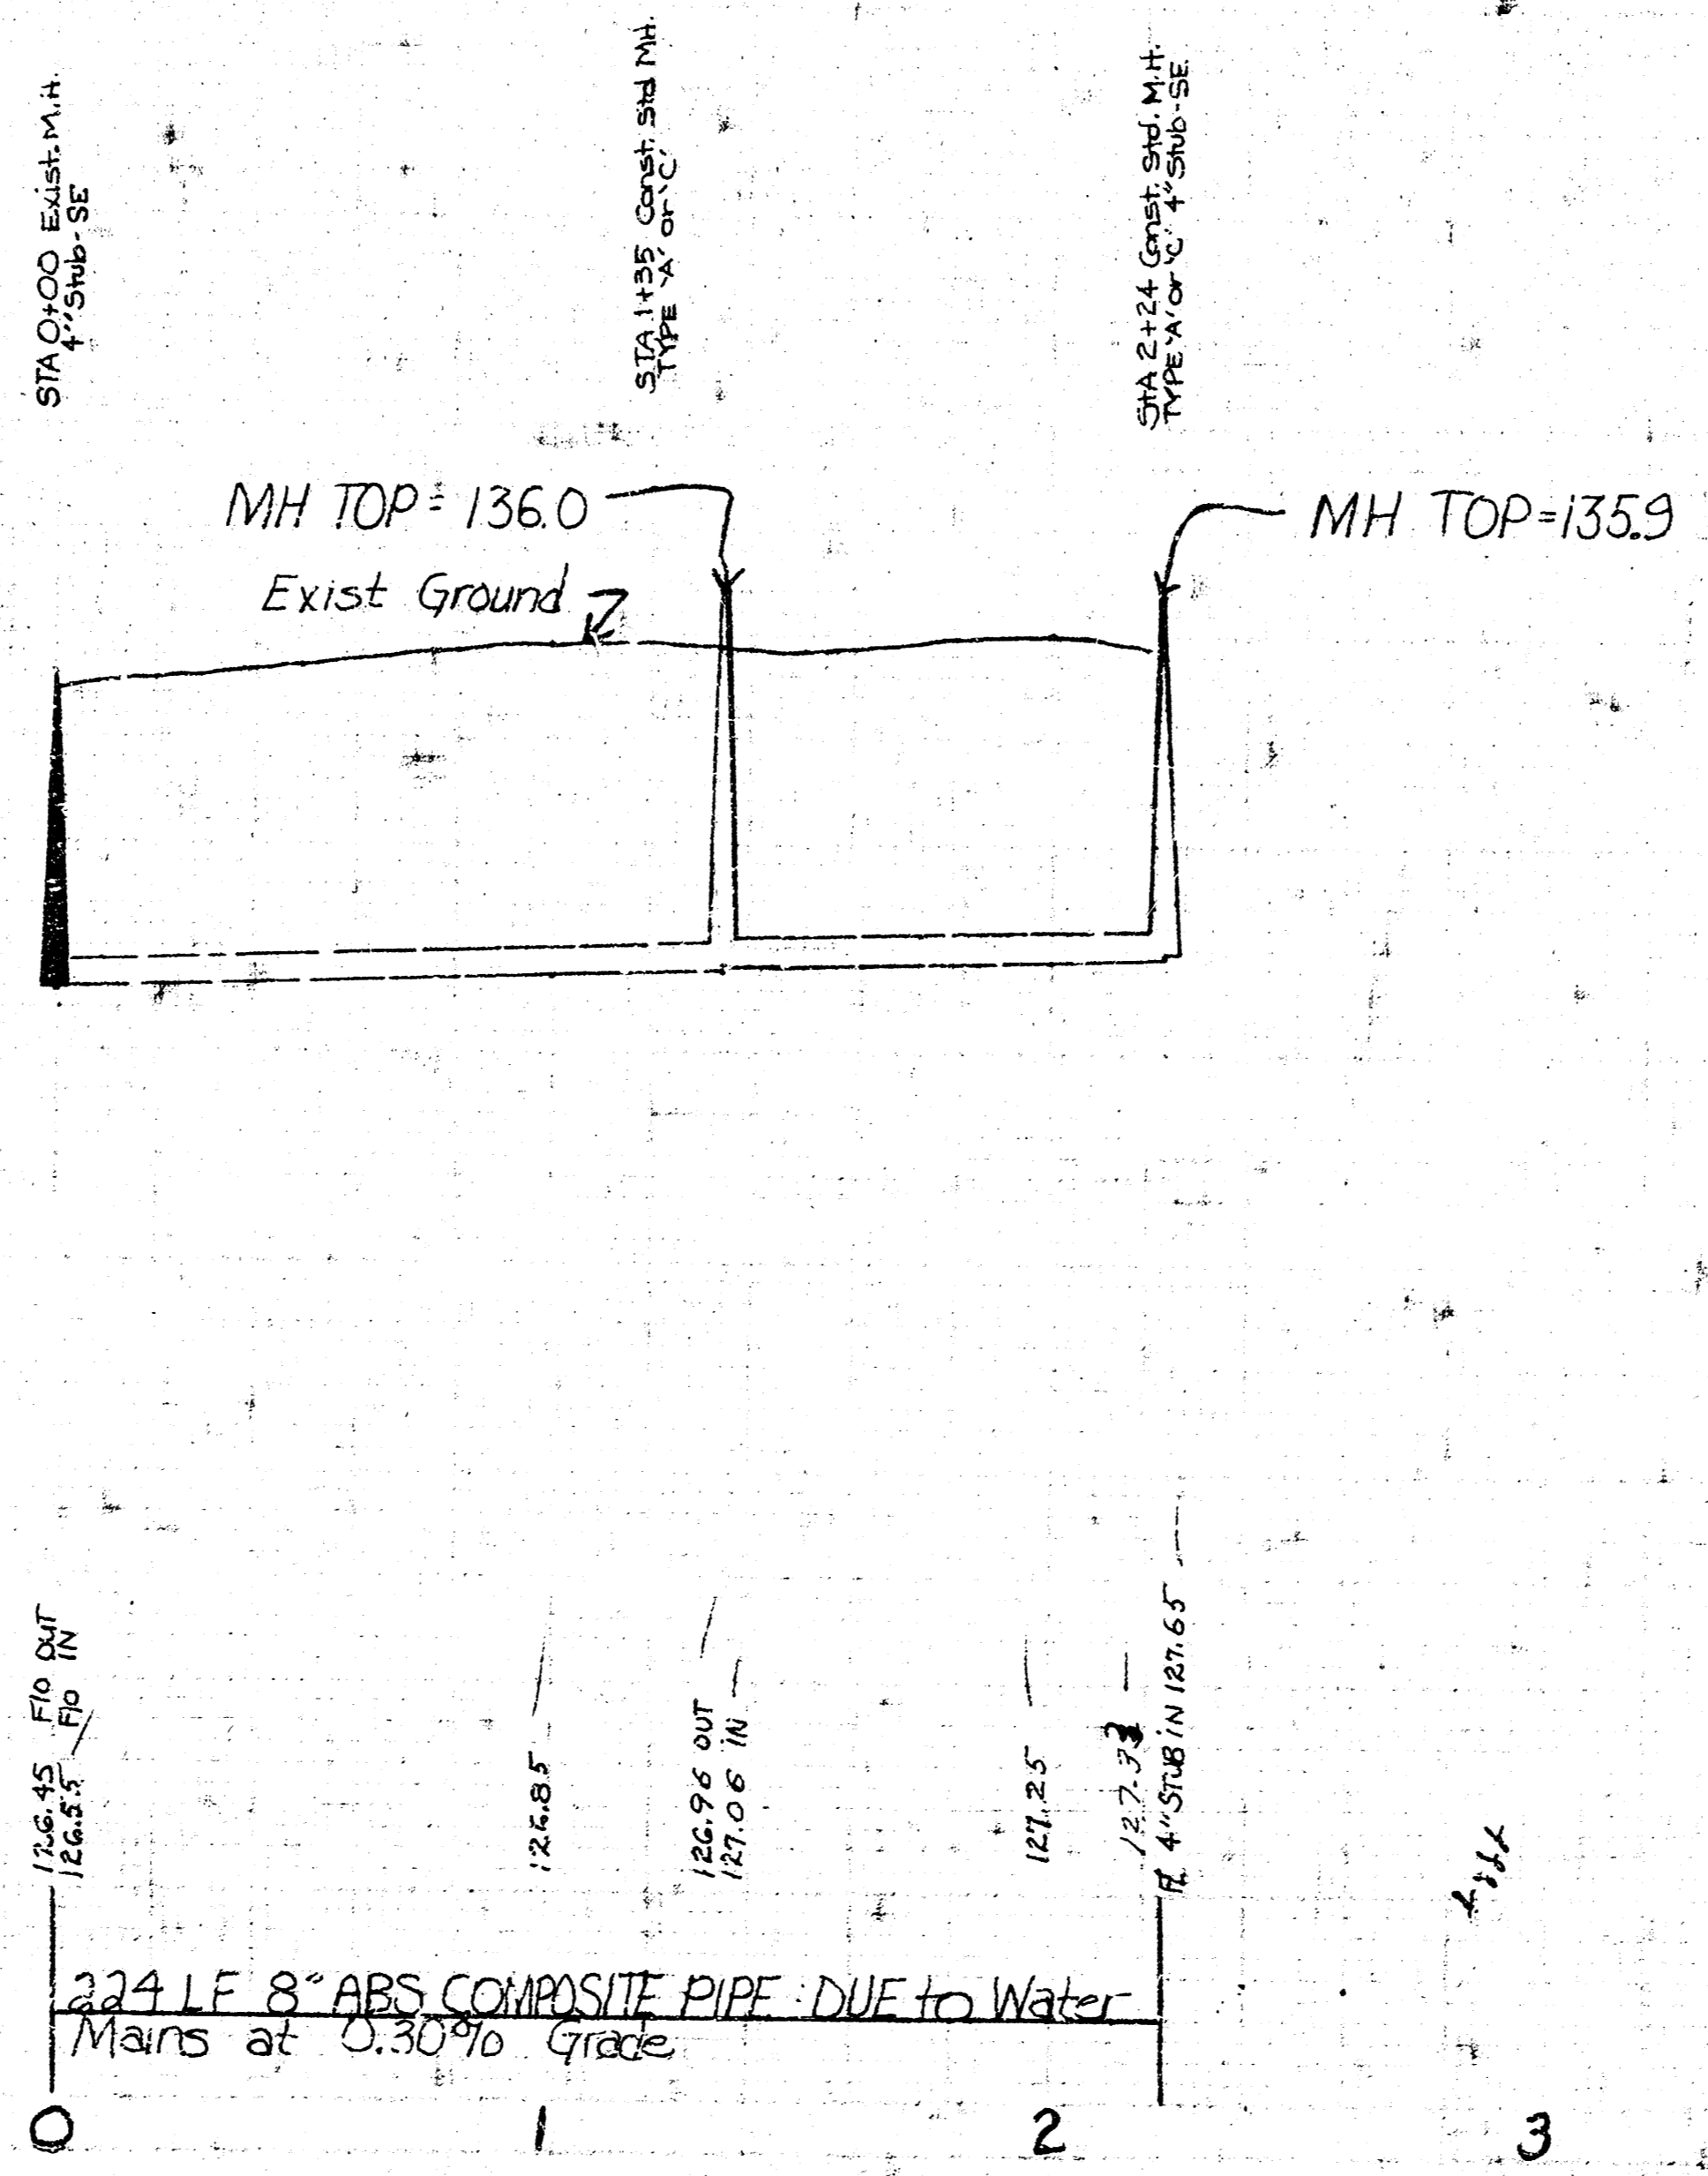 STA 0+00 Exist. M.H.
4" Stub-SE
STA 1+35 Const. Std MH.
TYPE 'A' or 'C'
StA 2+24 Const. Std. M.H.
TYPE 'A' or 'C' 4" Stub-SE
MH TOP = 136.0
MH TOP=135.9
Exist Ground
126.45 F/O OUT
126.55 F/O IN
126.85
126.96 OUT
127.06 IN
127.25
127.33
FL 4" STUB IN 127.65
224 LF 8" ABS COMPOSITE PIPE : DUE to Water
Mains at 0.30% Grade
0 1 2 3